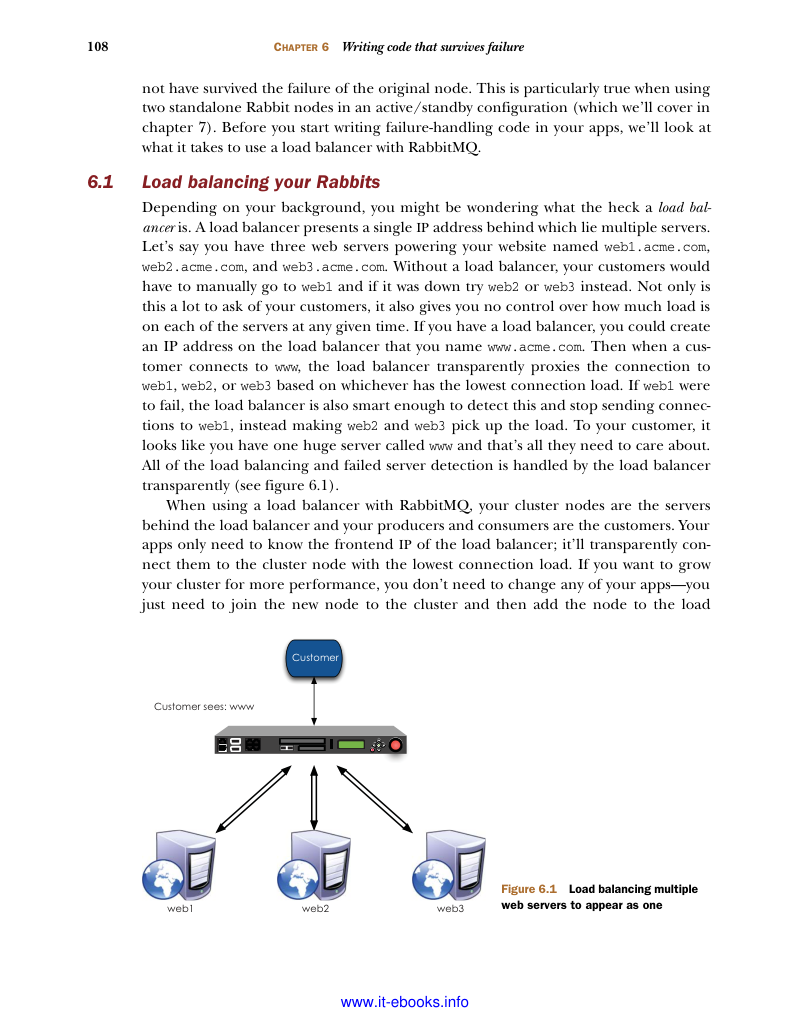 108
CHAPTER 6 Writing code that survives failure
not have survived the failure of the original node. This is particularly true when using
two standalone Rabbit nodes in an active/standby configuration (which we'll cover in
chapter 7). Before you start writing failure-handling code in your apps, we'll look at
what it takes to use a load balancer with RabbitMQ.
6.1 Load balancing your Rabbits
Depending on your background, you might be wondering what the heck a load bal-
ancer is. A load balancer presents a single IP address behind which lie multiple servers.
Let's say you have three web servers powering your website named web1.acme.com,
web2.acme.com, and web3.acme.com. Without a load balancer, your customers would
have to manually go to web1 and if it was down try web2 or web3 instead. Not only is
this a lot to ask of your customers, it also gives you no control over how much load is
on each of the servers at any given time. If you have a load balancer, you could create
an IP address on the load balancer that you name www.acme.com. Then when a cus-
tomer connects to www, the load balancer transparently proxies the connection to
web1, web2, or web3 based on whichever has the lowest connection load. If web1 were
to fail, the load balancer is also smart enough to detect this and stop sending connec-
tions to web1, instead making web2 and web3 pick up the load. To your customer, it
looks like you have one huge server called www and that's all they need to care about.
All of the load balancing and failed server detection is handled by the load balancer
transparently (see figure 6.1).
When using a load balancer with RabbitMQ, your cluster nodes are the servers
behind the load balancer and your producers and consumers are the customers. Your
apps only need to know the frontend IP of the load balancer; it'll transparently con-
nect them to the cluster node with the lowest connection load. If you want to grow
your cluster for more performance, you don't need to change any of your apps—you
just need to join the new node to the cluster and then add the node to the load
Customer
Customer sees: www
web1
web2
web3
Figure 6.1 Load balancing multiple
web servers to appear as one
www.it-ebooks.info